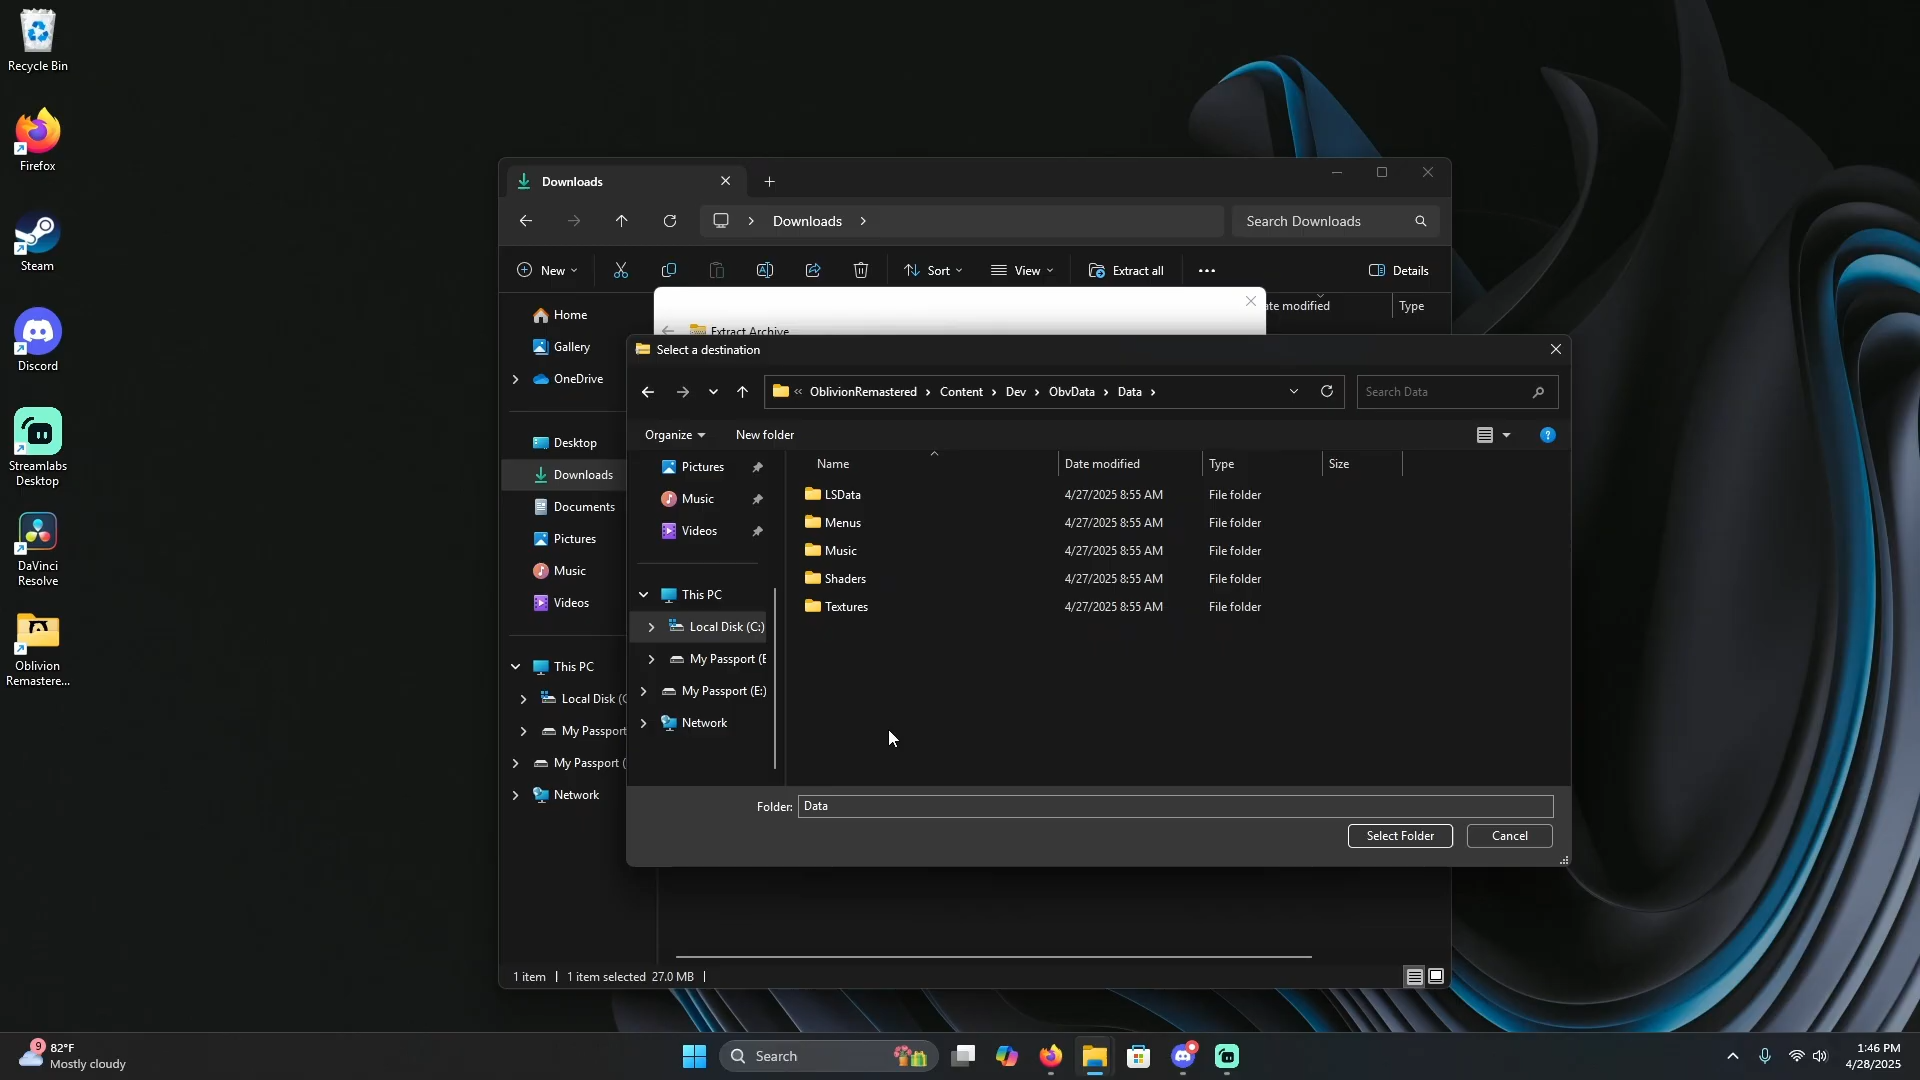 Recycle Bin
Firefox
Steam
Discord
Streamlabs
Desktop
DaVinci
Resolve
Oblivion
Remastere...
Downloads
Downloads
Search Downloads
New
Sort
View
Extract all
Details
Home
Gallery
OneDrive
Desktop
Downloads
Documents
Pictures
Music
Videos
This PC
Local Disk (
My Passport
My Passport (
Network
ate modified
Type
Extract Archive
Select a destination
« OblivionRemastered > Content > Dev > ObvData > Data >
Search Data
Organize
New folder
?
Pictures
Music
Videos
This PC
Local Disk (C:)
My Passport (E
My Passport (E:)
Network
Name Date modified Type Size
LSData 4/27/2025 8:55 AM File folder
Menus 4/27/2025 8:55 AM File folder
Music 4/27/2025 8:55 AM File folder
Shaders 4/27/2025 8:55 AM File folder
Textures 4/27/2025 8:55 AM File folder
Folder: Data
Select Folder
Cancel
1 item | 1 item selected 27.0 MB |
9
82°F
Mostly cloudy
Search
1:46 PM
4/28/2025